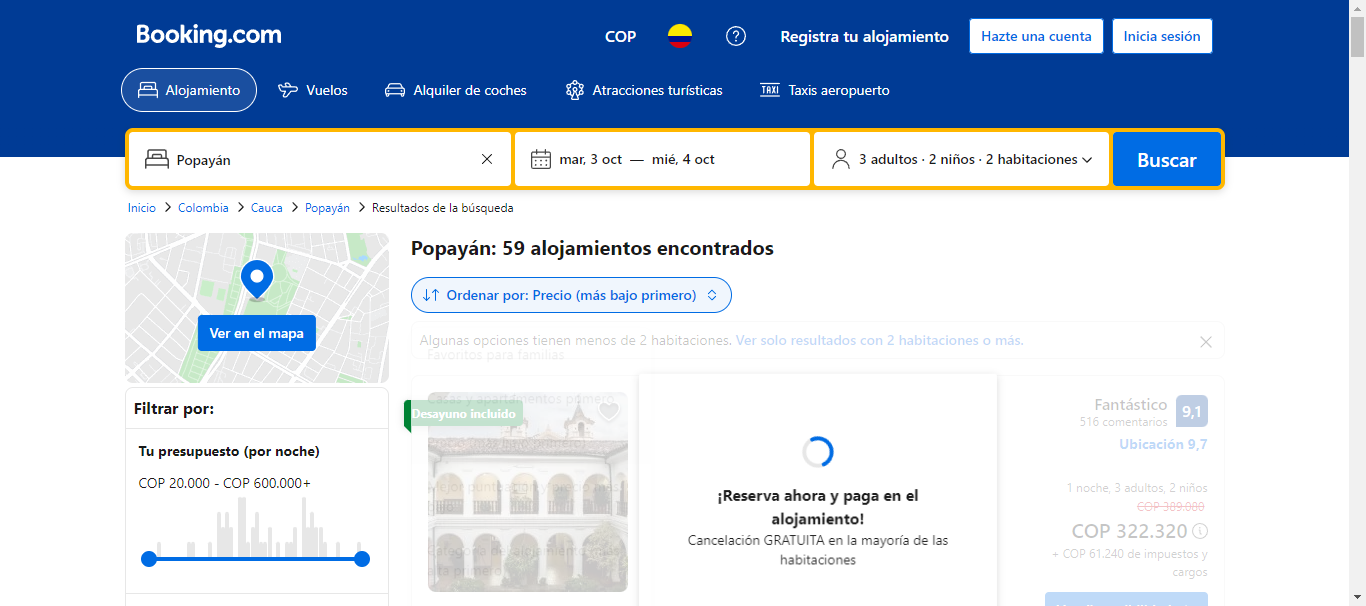 Booking.com
COP
Registra tu alojamiento
Hazte una cuenta
Inicia sesión
Alojamiento
Vuelos
Alquiler de coches
Atracciones turísticas
TAXI
Taxis aeropuerto
Popayán
mar, 3 oct — mié, 4 oct
3 adultos · 2 niños · 2 habitaciones
Buscar
Inicio > Colombia > Cauca > Popayán > Resultados de la búsqueda
Ver en el mapa
Filtrar por:
Tu presupuesto (por noche)
COP 20.000 - COP 600.000+
Popayán: 59 alojamientos encontrados
Ordenar por: Precio (más bajo primero)
Algunas opciones tienen menos de 2 habitaciones. Ver solo resultados con 2 habitaciones o más.
Favoritos para familias
Casas y apartamentos primero
Desayuno incluido
¡Reserva ahora y paga en el
alojamiento!
Cancelación GRATUITA en la mayoría de las
habitaciones
Fantástico
9,1
516 comentarios
Ubicación 9,7
1 noche, 3 adultos, 2 niños
COP 389.080
COP 322.320
+ COP 61.240 de impuestos y
cargos